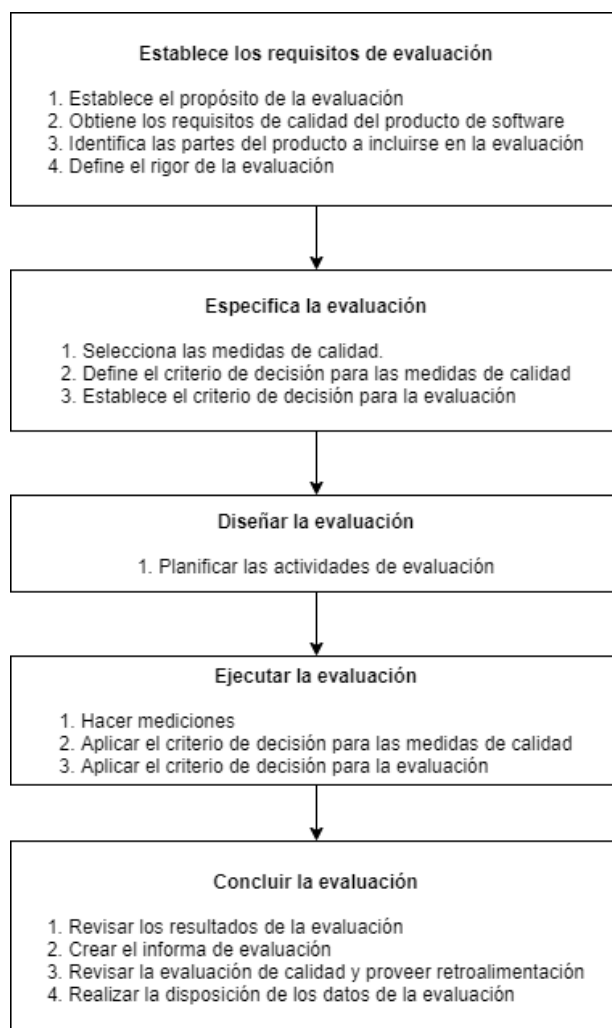 Establece los requisitos de evaluación
1. Establece el propósito de la evaluación
2. Obtiene los requisitos de calidad del producto de software
3. Identifica las partes del producto a incluirse en la evaluación
4. Define el rigor de la evaluación
Especifica la evaluación
1. Selecciona las medidas de calidad.
2. Define el criterio de decisión para las medidas de calidad
3. Establece el criterio de decisión para la evaluación
Diseñar la evaluación
1. Planificar las actividades de evaluación
Ejecutar la evaluación
1. Hacer mediciones
2. Aplicar el criterio de decisión para las medidas de calidad
3. Aplicar el criterio de decisión para la evaluación
Concluir la evaluación
1. Revisar los resultados de la evaluación
2. Crear el informa de evaluación
3. Revisar la evaluación de calidad y proveer retroalimentación
4. Realizar la disposición de los datos de la evaluación